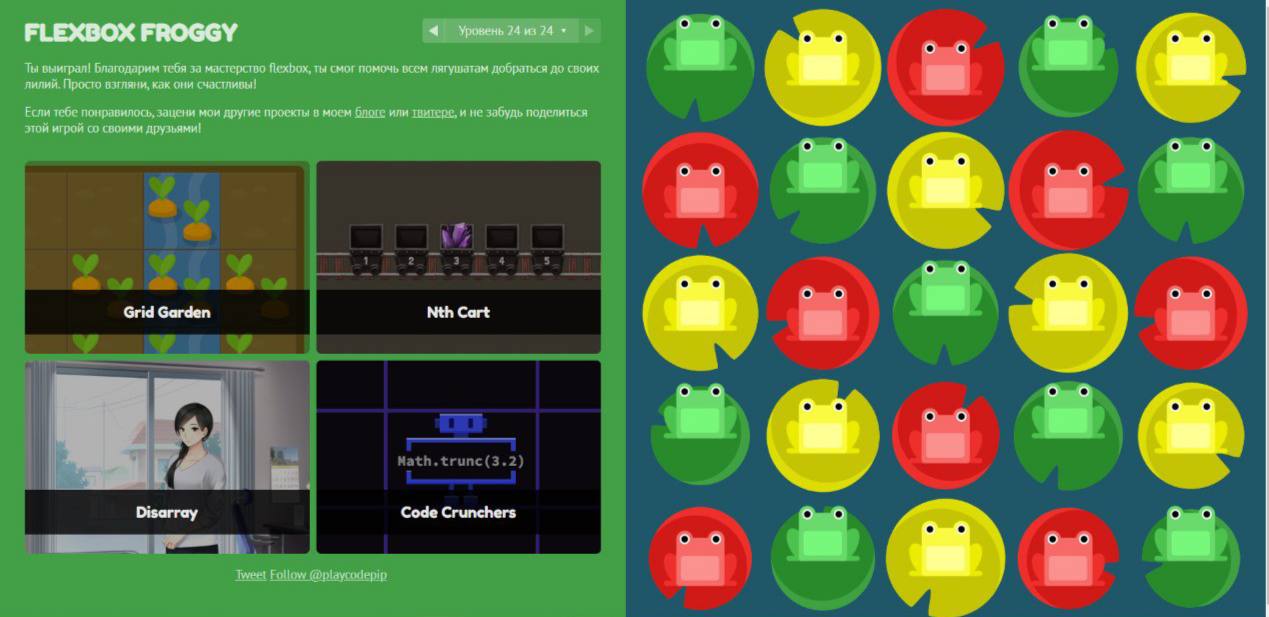 FLEXBOX FROGGY
Уровень 24 из 24
Ты выиграл! Благодарим тебя за мастерство flexbox, ты смог помочь всем лягушатам добраться до своих
лилий. Просто взгляни, как они счастливы!
Если тебе понравилось, зацени мои другие проекты в моем блоге или твитере, и не забудь поделиться
этой игрой со своими друзьями!
1 2 3 4 5
Grid Garden
Nth Cart
Math.trunc(3.2)
Disarray
Code Crunchers
Tweet Follow @playcodepip